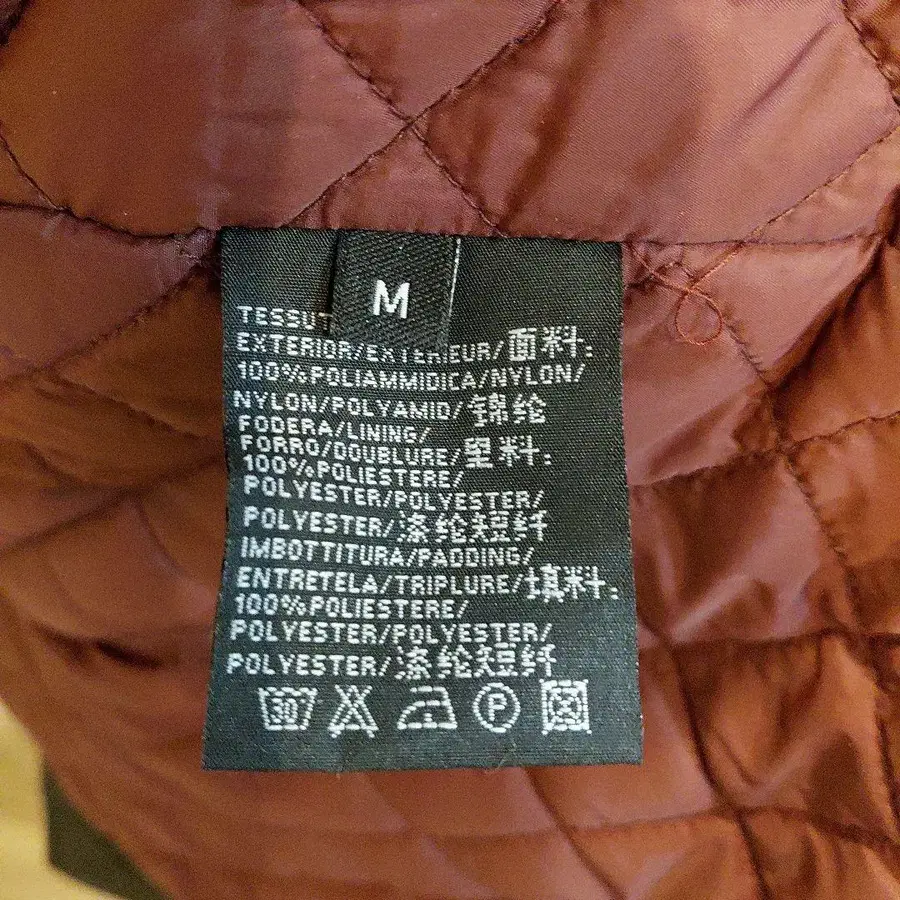 M
TESSUT
EXTERIOR/EXTERIEUR/面料:
100%POLIAMMIDICA/NYLON/
NYLON/POLYAMID/锦纶
FODERA/LINING/
FORRO/DOUBLURE/里料:
100%POLIESTERE/
POLYESTER/POLYESTER/
POLYESTER/涤纶短纤
IMBOTTITURA/PADDING/
ENTRETELA/TRIPLURE/填料:
100%POLIESTERE/
POLYESTER/POLYESTER/
POLYESTER/涤纶短纤
30 P